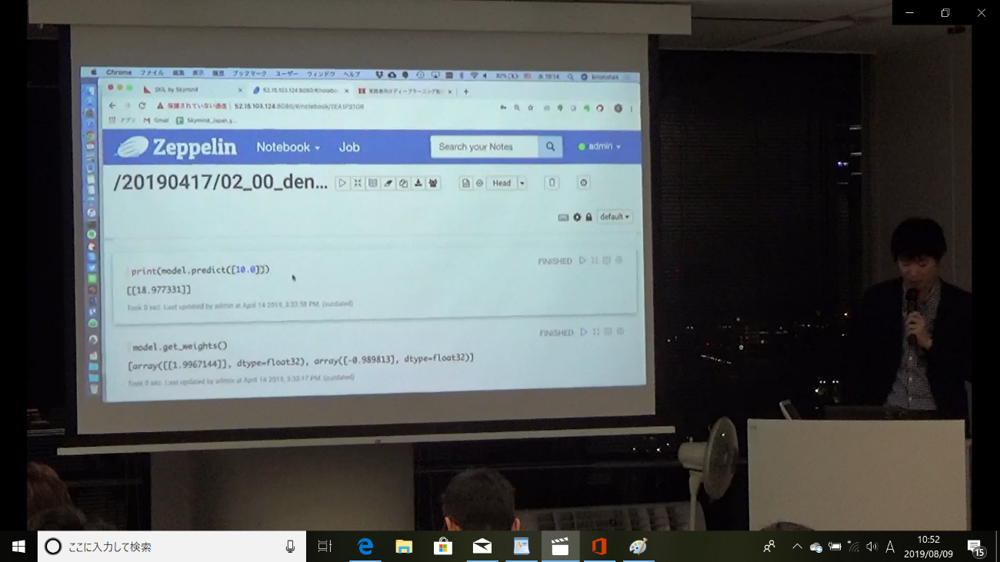 Chrome ファイル 編集 表示 履歴 ブックマーク ユーザー ウィンドウ ヘルプ
SKIL by Skymind
52.15.103.124:8080/#/notebo
保護されていない通信 52.15.103.124:8080/#/notebook/2EA1PSTGR
アプリ Gmail Skymind_Japan_y...
Zeppelin Notebook Job Search your Notes admin
/20190417/02_00_den... Head
default
FINISHED
print(model.predict([10.0]))
[[18.977331]]
Took 0 sec. Last updated by admin at April 14 2019, 3:32:58 PM. (outdated)
FINISHED
model.get_weights()
[array([[1.9967144]], dtype=float32), array([-0.989813], dtype=float32)]
Took 0 sec. Last updated by admin at April 14 2019, 3:33:17 PM. (outdated)
ここに入力して検索
A
10:52
2019/08/09
15